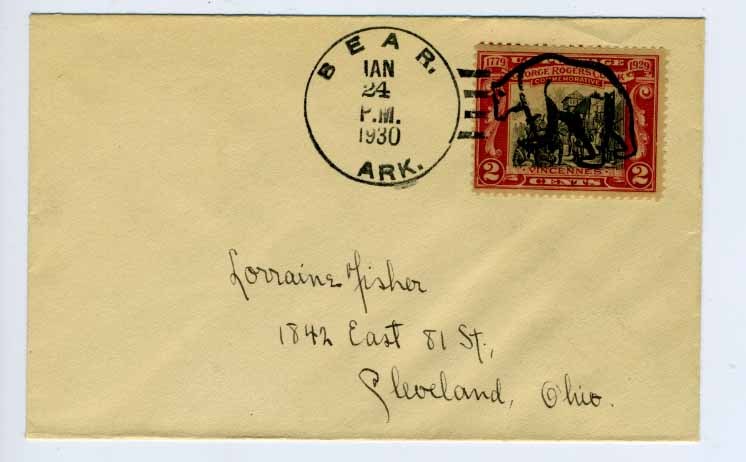 BEAR.
JAN
24
P.M.
1930
ARK.
1779 1929
GEORGE ROGERS CLARK
COMMEMORATIVE
VINCENNES
2 CENTS 2
Lorraine Fisher
1842 East 81 St.,
Cleveland, Ohio.